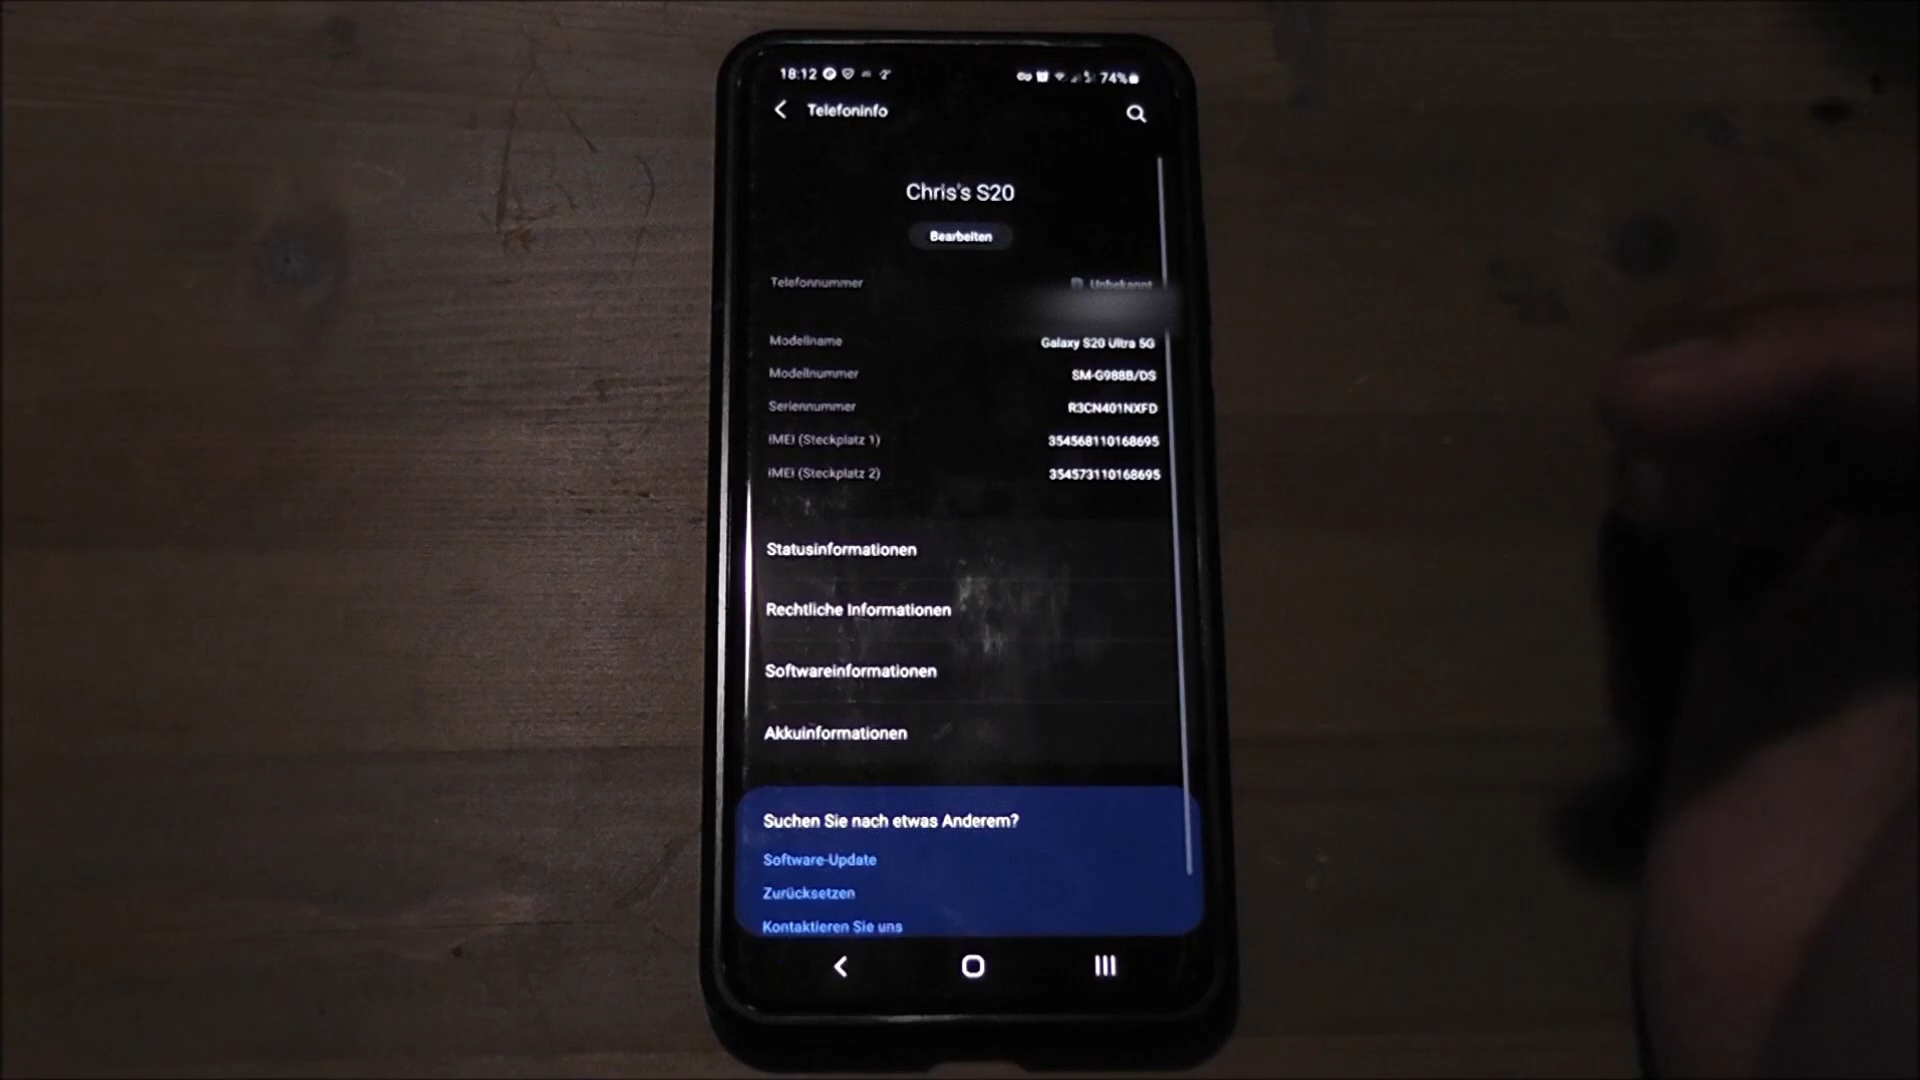 18:12 74%
Telefoninfo
Chris's S20
Bearbeiten
Telefonnummer Unbekannt
Modellname Galaxy S20 Ultra 5G
Modellnummer SM-G988B/DS
Seriennummer R3CN401NXFD
IMEI (Steckplatz 1) 354568110168695
IMEI (Steckplatz 2) 354573110168695
Statusinformationen
Rechtliche Informationen
Softwareinformationen
Akkuinformationen
Suchen Sie nach etwas Anderem?
Software-Update
Zurücksetzen
Kontaktieren Sie uns